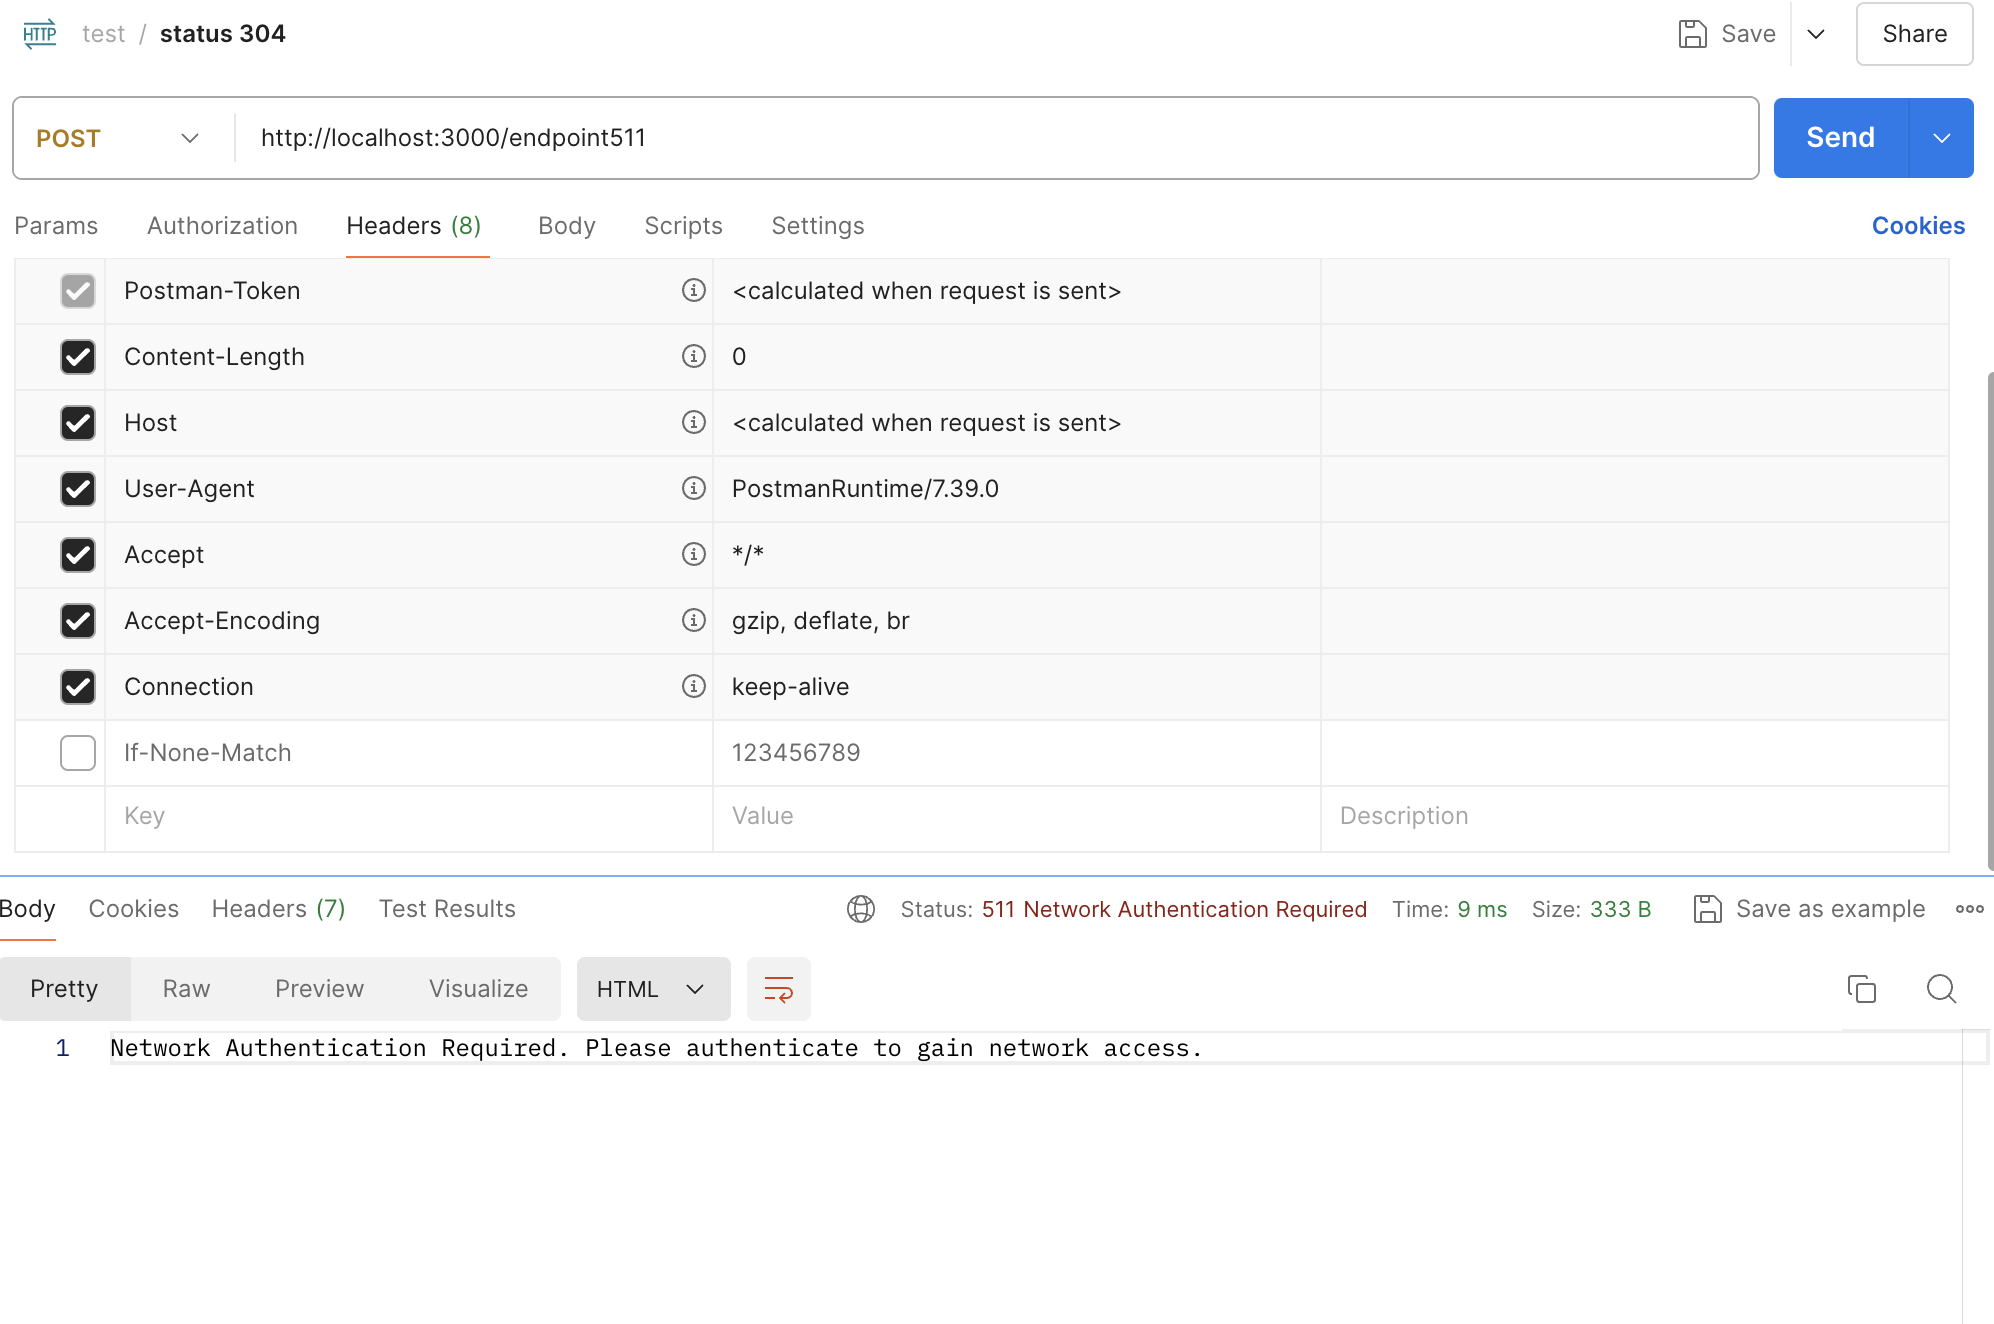 HTTP test / status 304 Save Share
POST http://localhost:3000/endpoint511 Send
Params Authorization Headers (8) Body Scripts Settings Cookies
Postman-Token <calculated when request is sent>
Content-Length 0
Host <calculated when request is sent>
User-Agent PostmanRuntime/7.39.0
Accept */*
Accept-Encoding gzip, deflate, br
Connection keep-alive
If-None-Match 123456789
Key Value Description
Body Cookies Headers (7) Test Results Status: 511 Network Authentication Required Time: 9 ms Size: 333 B Save as example
Pretty Raw Preview Visualize HTML
1 Network Authentication Required. Please authenticate to gain network access.